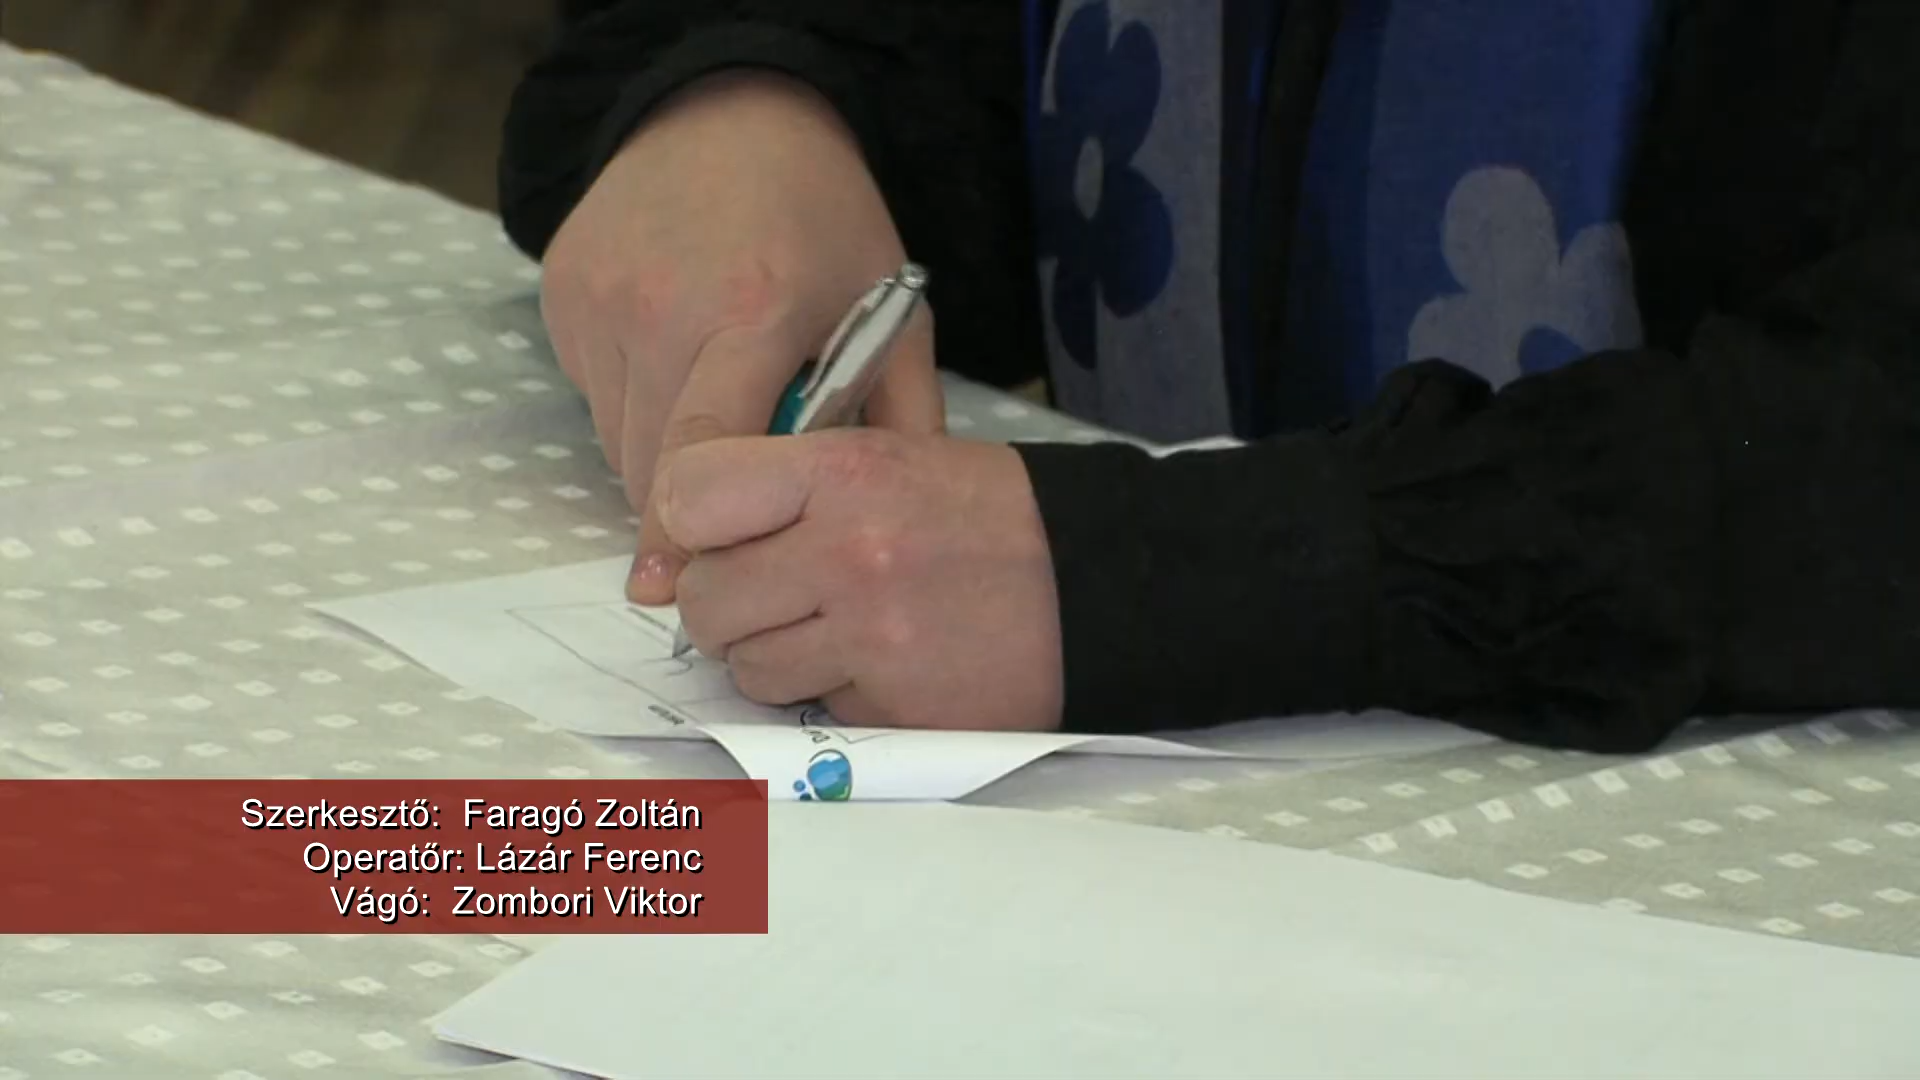 Szerkesztő: Faragó Zoltán
Operatőr: Lázár Ferenc
Vágó: Zombori Viktor